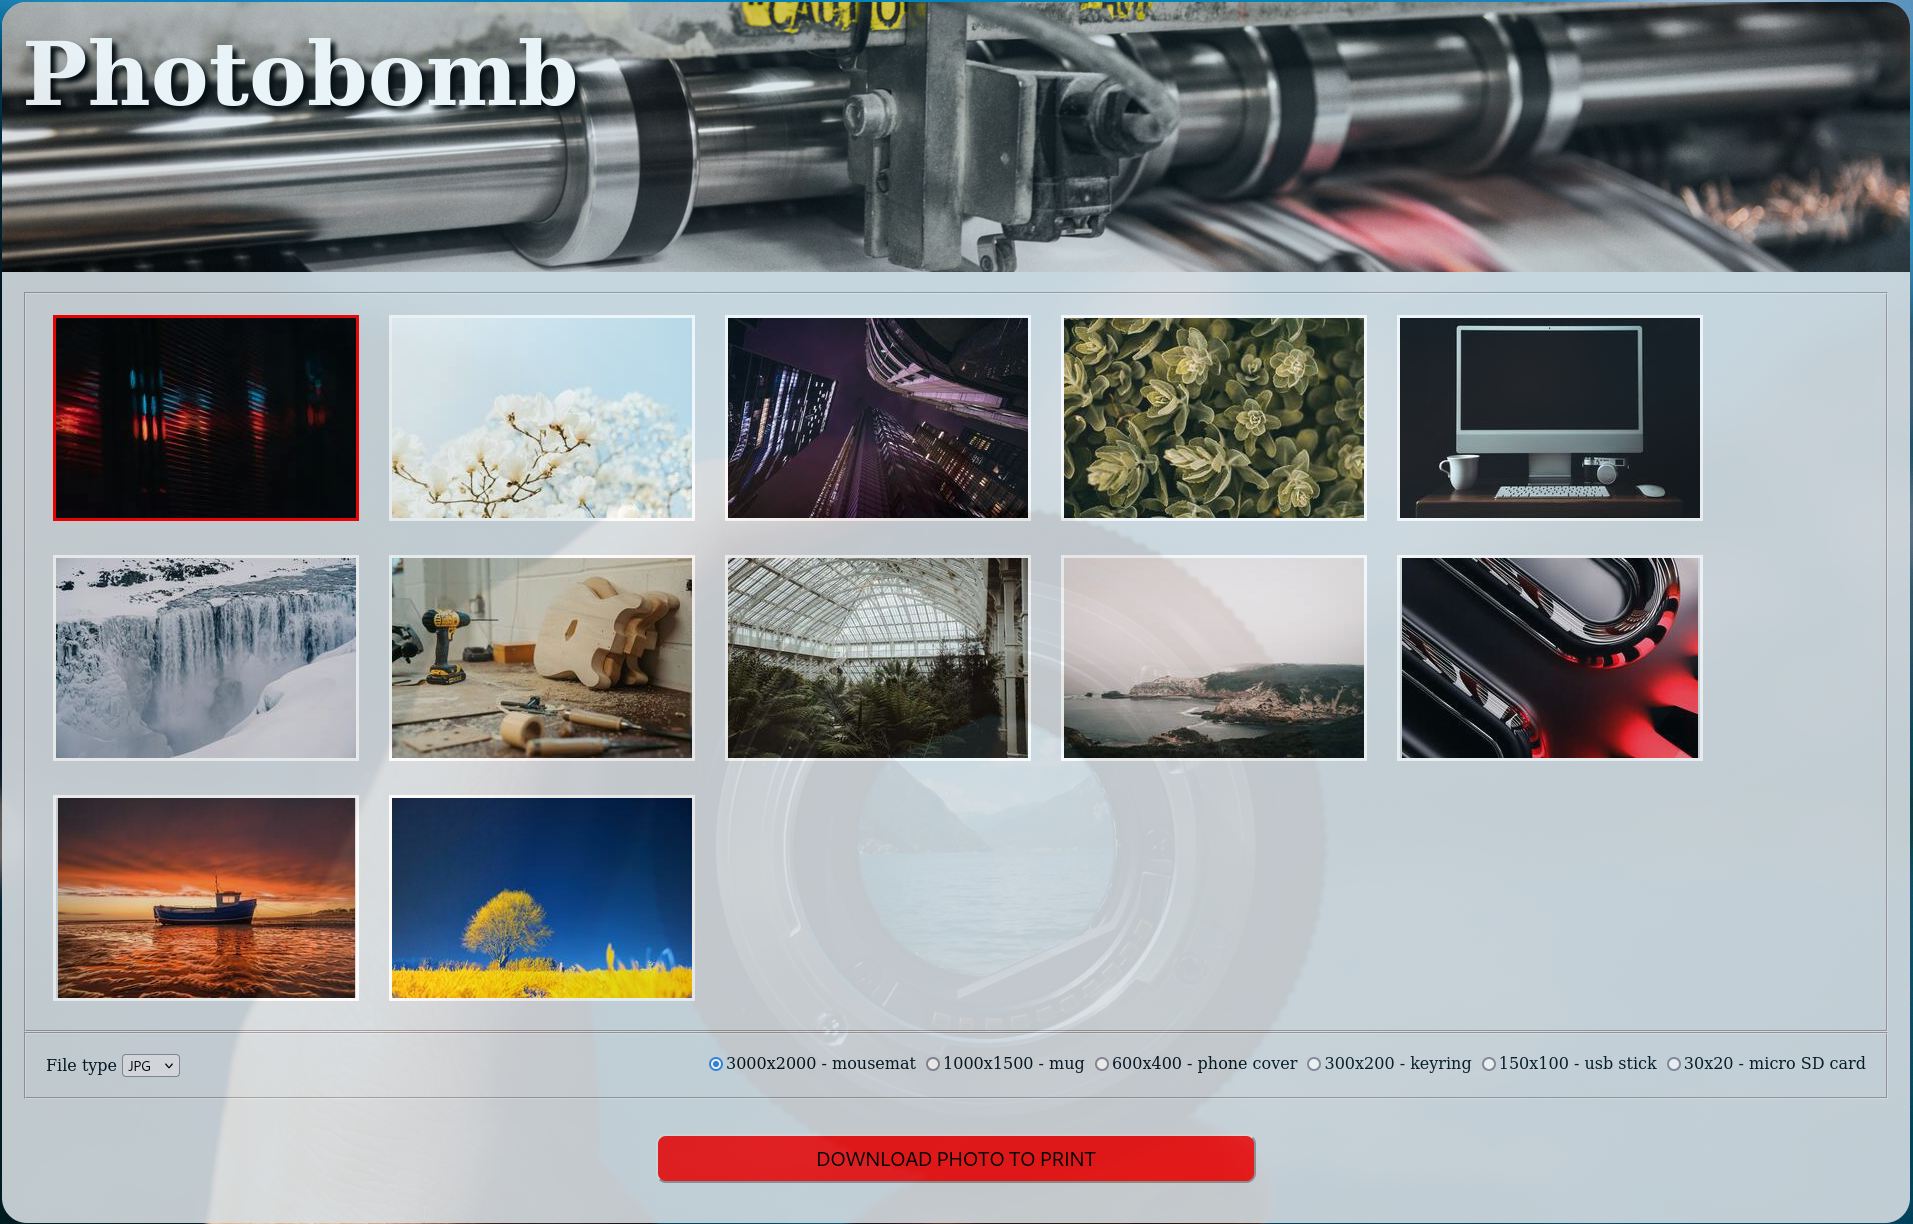 CAUTION
Photobomb
File type JPG
3000x2000 - mousemat 1000x1500 - mug 600x400 - phone cover 300x200 - keyring 150x100 - usb stick 30x20 - micro SD card
DOWNLOAD PHOTO TO PRINT